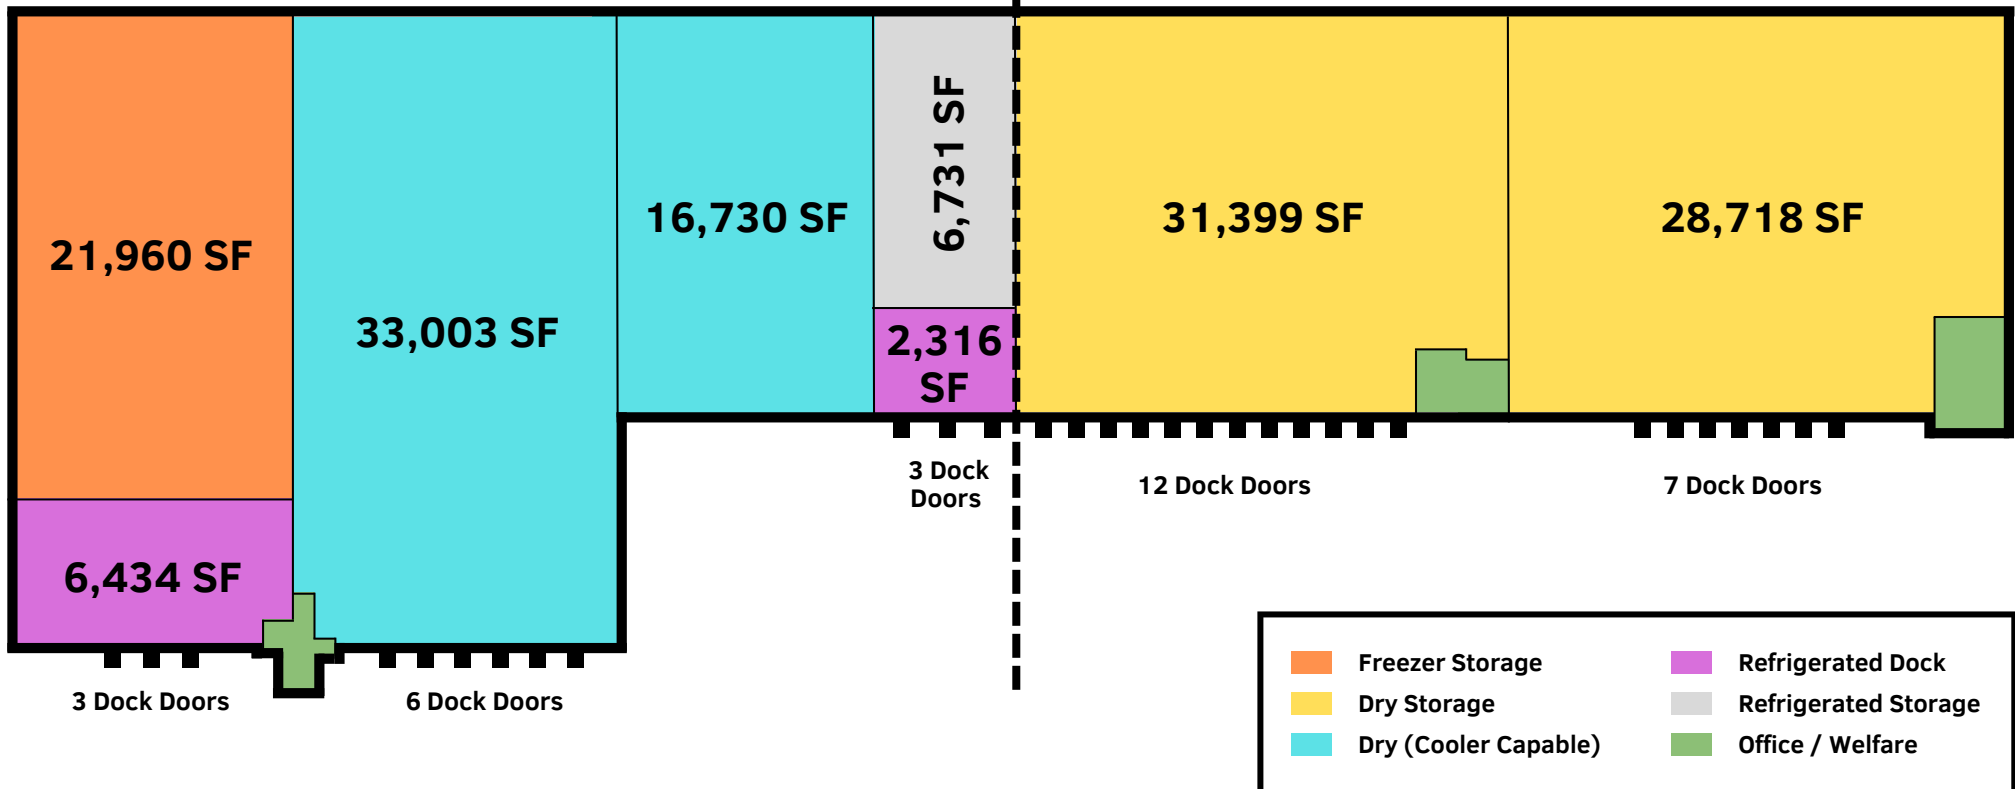 21,960 SF
33,003 SF
16,730 SF
6,731 SF
2,316
SF
31,399 SF
28,718 SF
6,434 SF
3 Dock Doors
6 Dock Doors
3 Dock
Doors
12 Dock Doors
7 Dock Doors
Freezer Storage
Dry Storage
Dry (Cooler Capable)
Refrigerated Dock
Refrigerated Storage
Office / Welfare